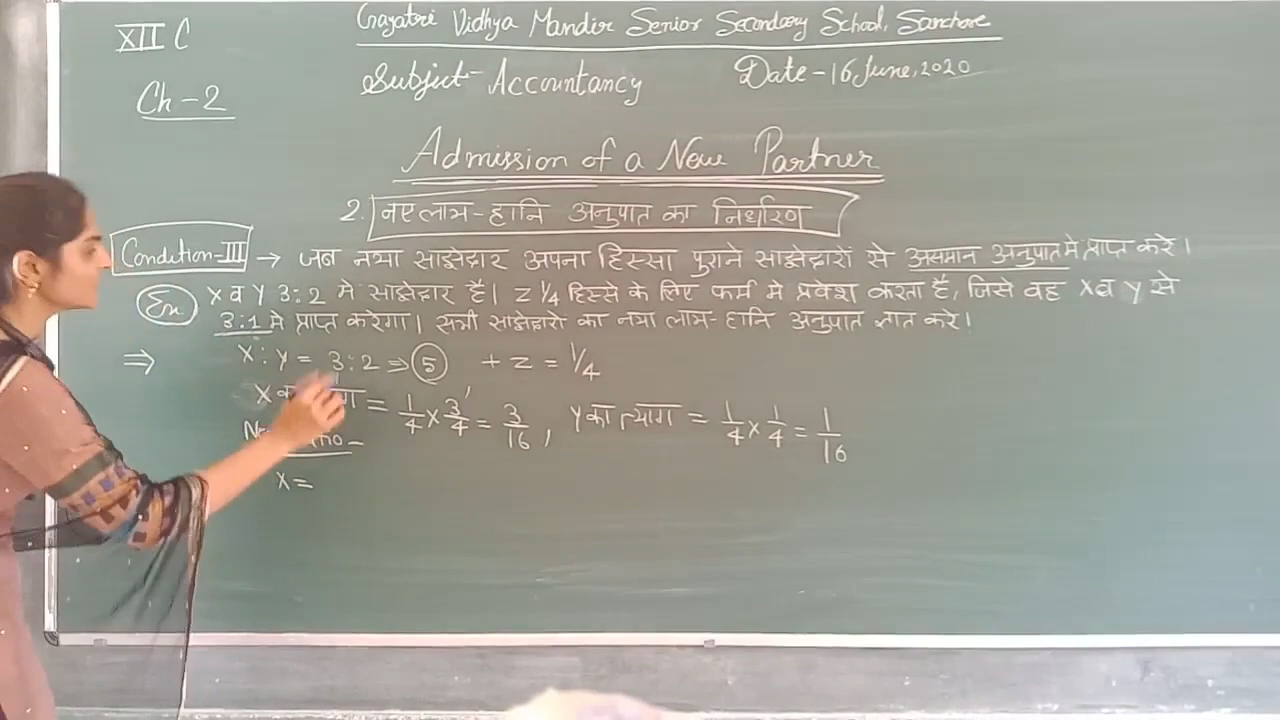 XII C
Gayatri Vidhya Mandir Senior Secondary School, Sanchore
Ch-2
Subject- Accountancy
Date-16,June,2020
Admission of a New Partner
2. नए लाभ-हानि अनुपात का निर्धारण
Condition-III → जब नया साझेदार अपना हिस्सा पुराने साझेदारों से असमान अनुपात मे प्राप्त करे।
Ex X व Y 3:2 मे साझेदार है। Z 1/4 हिस्से के लिए फर्म मे प्रवेश करता है, जिसे वह X व Y से
3:1 मे प्राप्त करेगा। सभी साझेदारो का नया लाभ-हानि अनुपात ज्ञात करे।
⇒ X:Y = 3:2 ⇒ 5 + Z = 1/4
X = 1/4 × 3/4 = 3/16, Y का त्याग = 1/4 × 1/4 = 1/16
X =